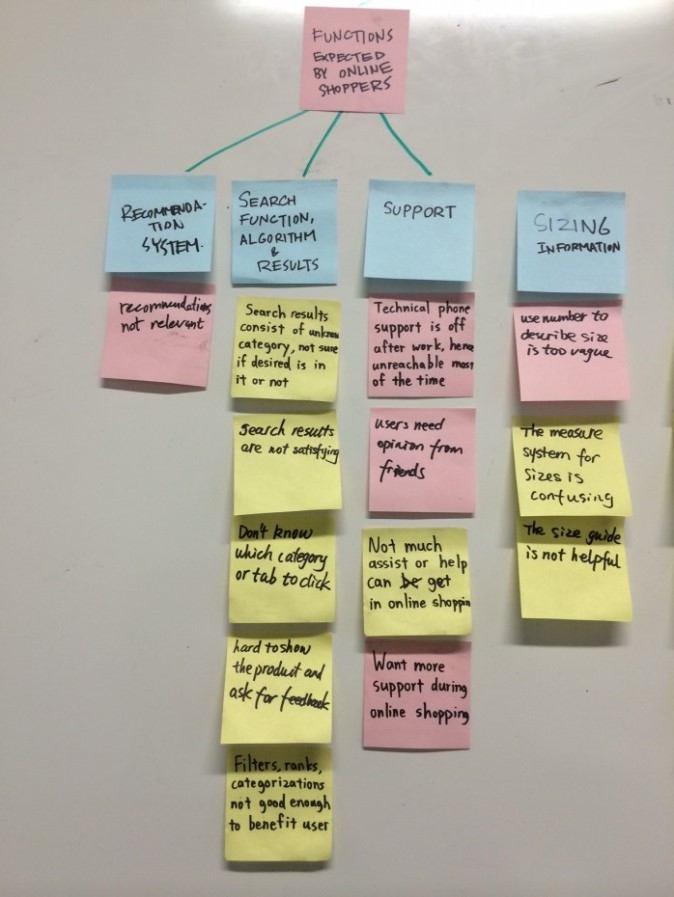 FUNCTIONS
EXPECTED
BY ONLINE
SHOPPERS
RECOMMENDA-
TION
SYSTEM.
recommendations
not relevant
SEARCH
FUNCTION,
ALGORITHM
&
RESULTS
Search results
consist of unknown
category, not sure
if desired is in
it or not
Search results
are not satisfying
Don't know
which category
or tab to click
hard to show
the product and
ask for feedback
Filters, ranks,
categorizations
not good enough
to benefit user
SUPPORT
Technical phone
support is off
after work, hence
unreachable most
of the time
users need
opinion from
friends
Not much
assist or help
can be get
in online shoppin
Want more
support during
online shopping
SIZING
INFORMATION
use number to
describe size
is too vague
The measure
system for
sizes is
confusing
The size guide
is not helpful